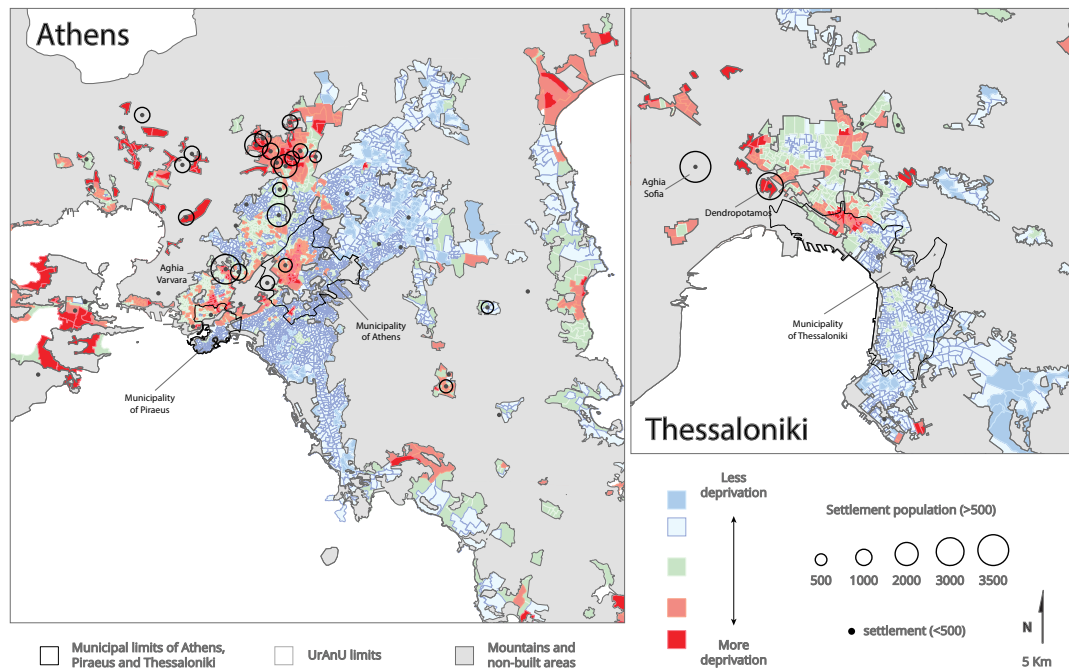 Athens
Aghia
Varvara
Municipality
of Athens
Municipality
of Piraeus
Aghia
Sofia
Dendropotamos
Municipality
of Thessaloniki
Thessaloniki
Less
deprivation
More
deprivation
Settlement population (>500)
500 1000 2000 3000 3500
settlement (<500)
N
5 Km
Municipal limits of Athens,
Piraeus and Thessaloniki
UrAnU limits
Mountains and
non-built areas